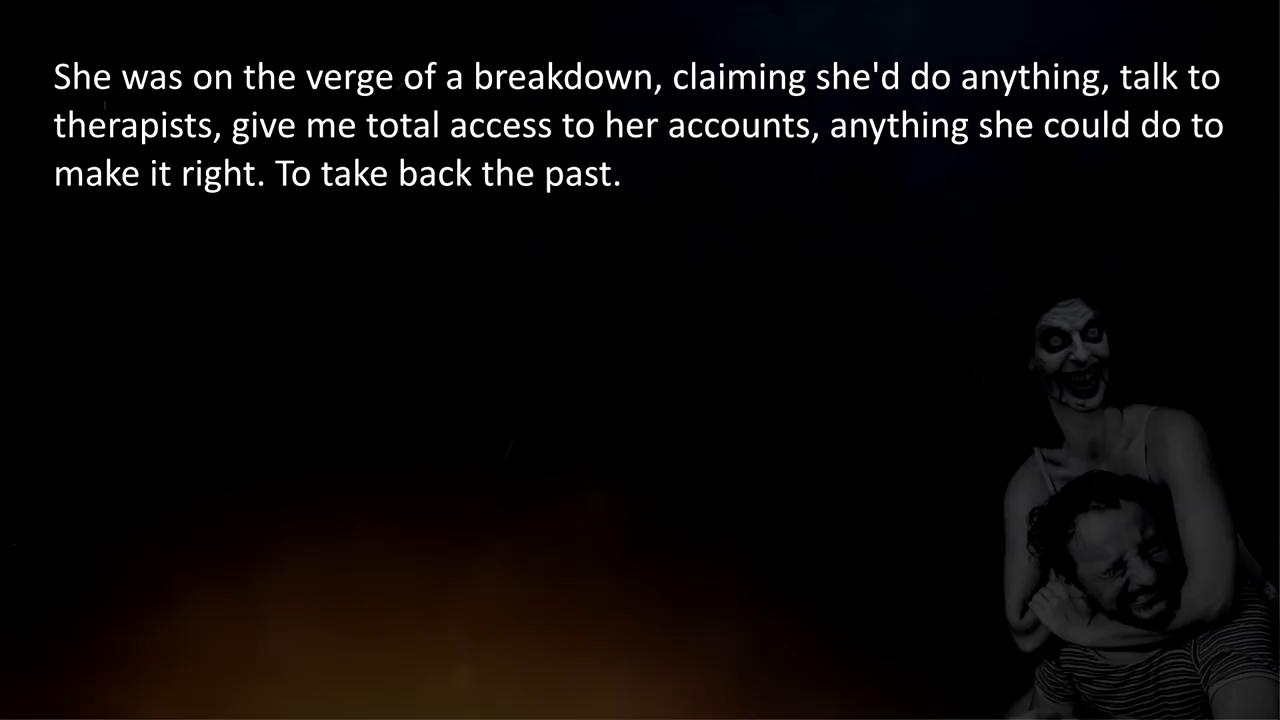 She was on the verge of a breakdown, claiming she'd do anything, talk to
therapists, give me total access to her accounts, anything she could do to
make it right. To take back the past.